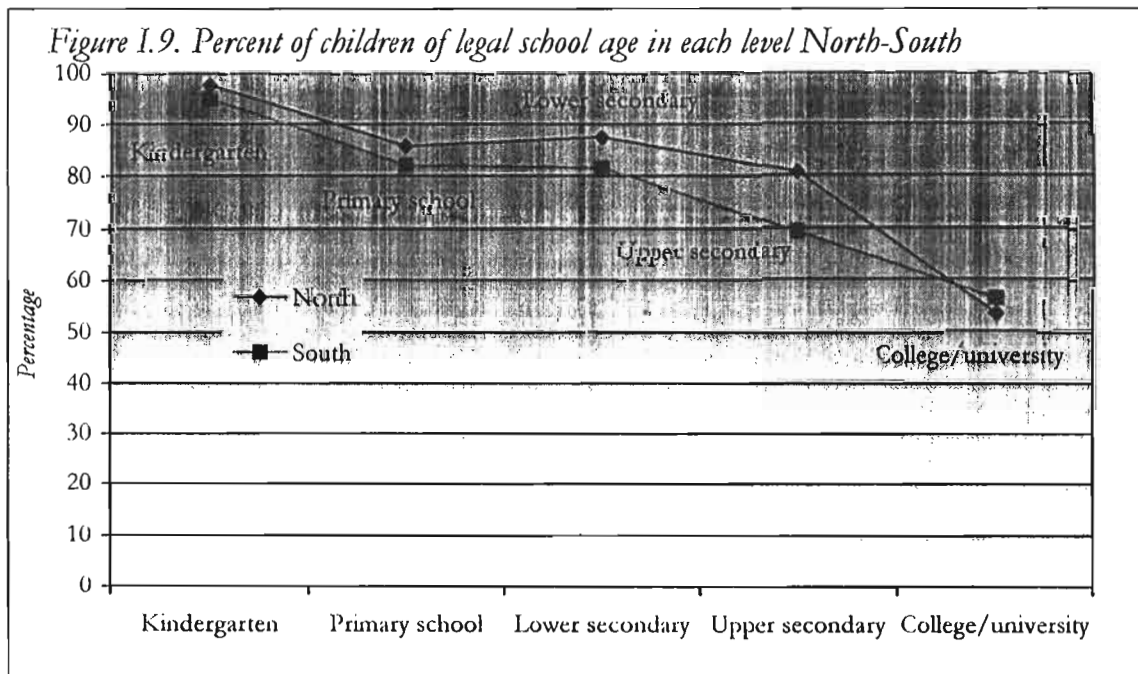 Figure I.9. Percent of children of legal school age in each level North-South
100
90
80
70
60
50
40
30
20
10
0
Percentage
Lower secondary
Kindergarten
Primary school
Upper secondary
College/university
North
South
Kindergarten Primary school Lower secondary Upper secondary College/university